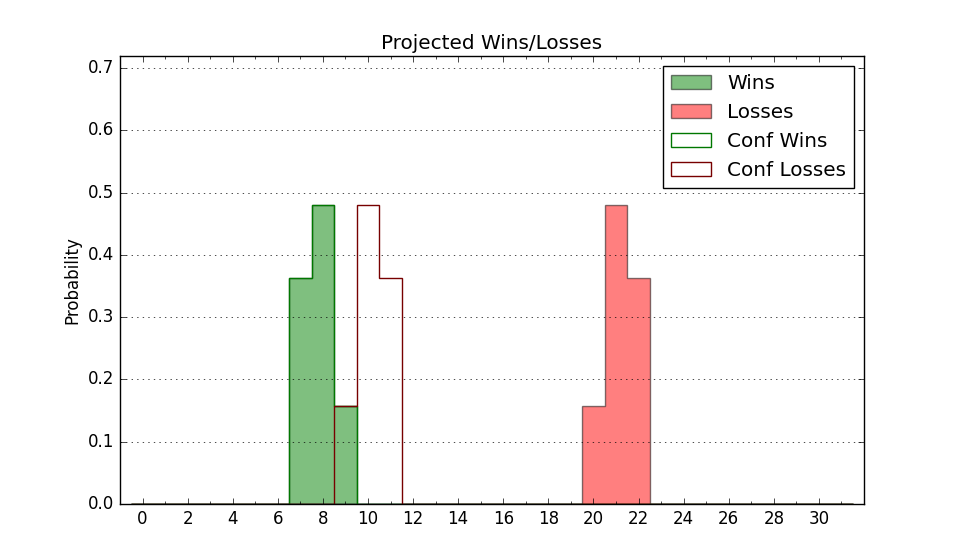 Projected Wins/Losses
0.7
0.6
0.5
0.4
0.3
0.2
0.1
0.0
Probability
Wins
Losses
Conf Wins
Conf Losses
0 2 4 6 8 10 12 14 16 18 20 22 24 26 28 30